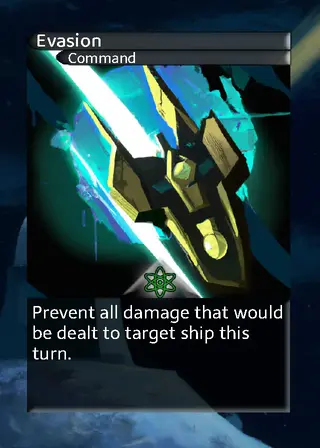 Evasion
Command
Prevent all damage that would
be dealt to target ship this
turn.